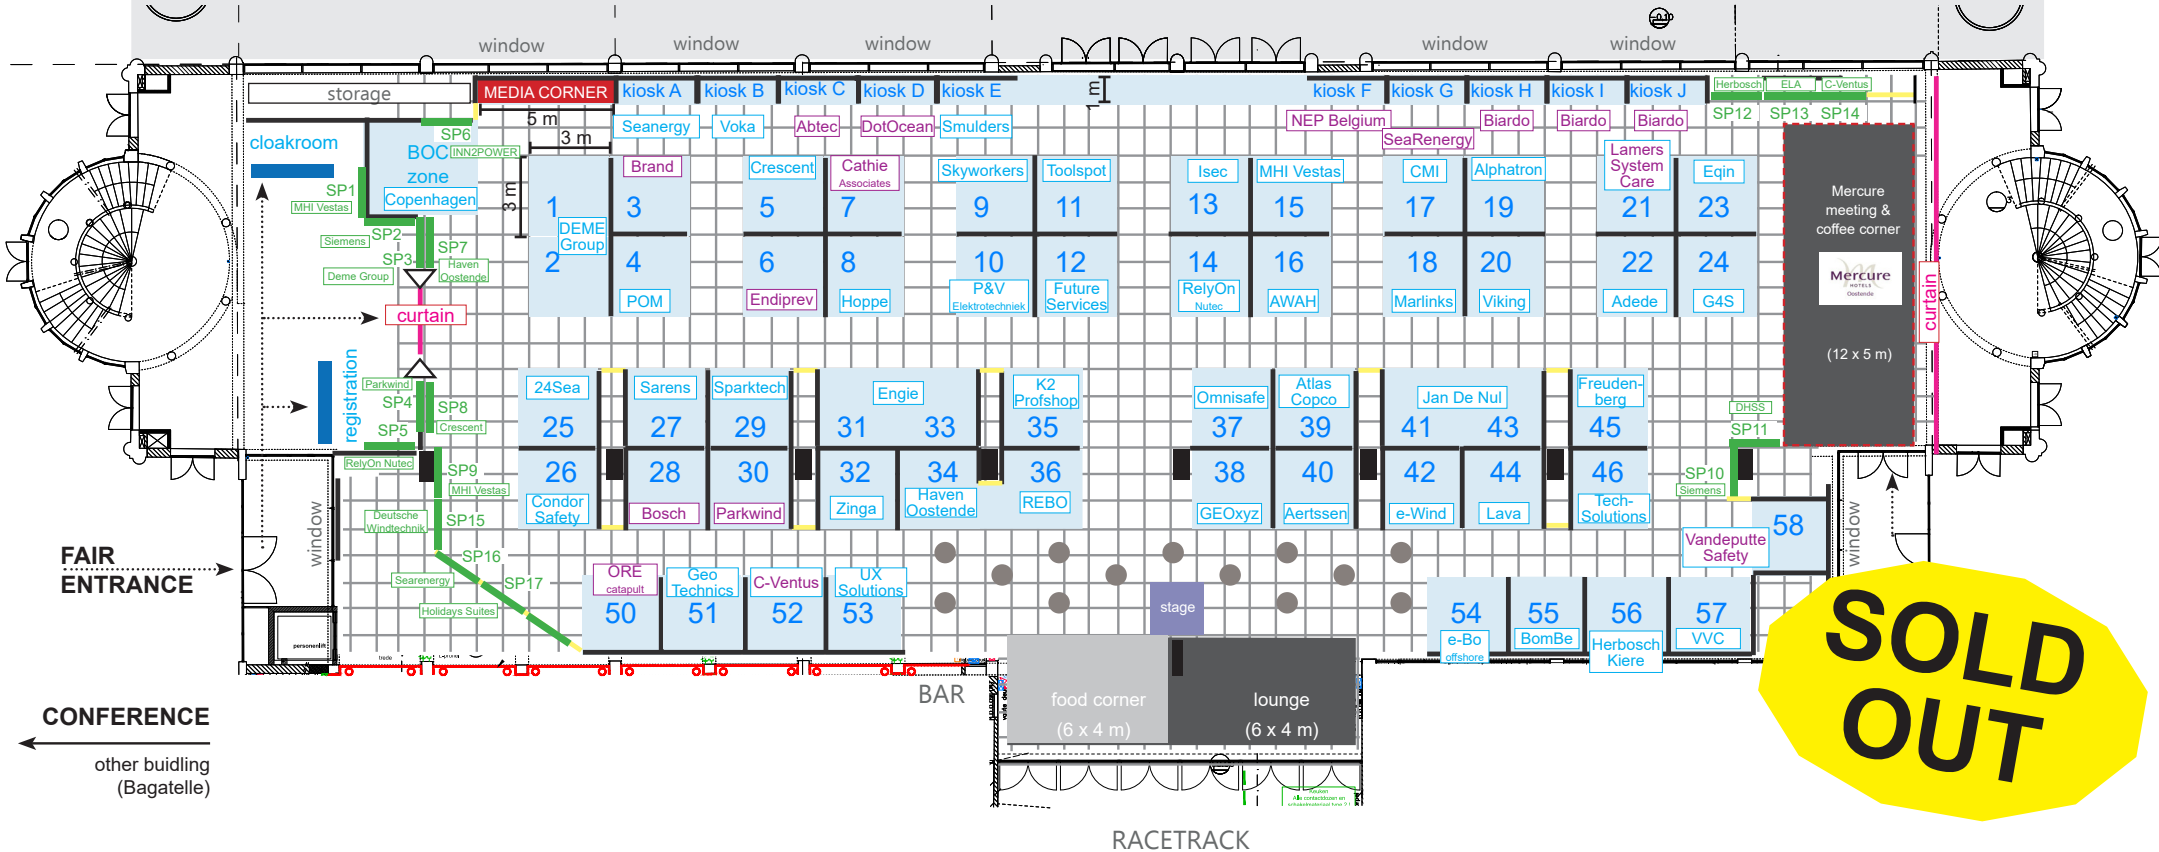 window
window
window
window
window
storage
MEDIA CORNER
kiosk A
kiosk B
kiosk C
kiosk D
kiosk E
1m
kiosk F
kiosk G
kiosk H
kiosk I
kiosk J
Herbosch
ELA
C-Ventus
SP12
SP13
SP14
5 m
3 m
3 m
Seanergy
Voka
Abtec
DotOcean
Smulders
NEP Belgium
SeaRenergy
Biardo
Biardo
Biardo
cloakroom
SP6
BOC
zone
INN2POWER
Copenhagen
SP1
MHI Vestas
SP2
Siemens
SP3
Deme Group
SP7
Haven
Oostende
curtain
1
2
DEME
Group
Brand
3
4
POM
Crescent
5
6
Endiprev
Cathie
Associates
7
8
Hoppe
Skyworkers
9
10
P&V
Elektrotechniek
Toolspot
11
12
Future
Services
Isec
13
14
RelyOn
Nutec
MHI Vestas
15
16
AWAH
CMI
17
18
Marlinks
Alphatron
19
20
Viking
Lamers
System
Care
21
22
Adede
Eqin
23
24
G4S
Mercure
meeting &
coffee corner
Mercure
HOTELS
Oostende
(12 x 5 m)
curtain
registration
Parkwind
SP4
SP5
RelyOn Nutec
SP8
Crescent
SP9
MHI Vestas
Deutsche
Windtechnik
SP15
SP16
Searenergy
SP17
Holidays Suites
24Sea
25
26
Condor
Safety
Sarens
27
28
Bosch
Sparktech
29
30
Parkwind
Engie
31
33
32
Zinga
34
Haven
Oostende
K2
Profshop
35
36
REBO
Omnisafe
37
38
GEOxyz
Atlas
Copco
39
40
Aertssen
Jan De Nul
41
43
42
e-Wind
44
Lava
Freuden-
berg
45
46
Tech-
Solutions
DHSS
SP11
SP10
Siemens
58
Vandeputte
Safety
window
window
FAIR
ENTRANCE
ORE
catapult
50
Geo
Technics
51
C-Ventus
52
UX
Solutions
53
stage
54
e-Bo
offshore
55
BomBe
56
Herbosch
Kiere
57
VVC
personenlift
trede
BAR
food corner
(6 x 4 m)
lounge
(6 x 4 m)
CONFERENCE
other buidling
(Bagatelle)
SOLD
OUT
Keuken
RACETRACK